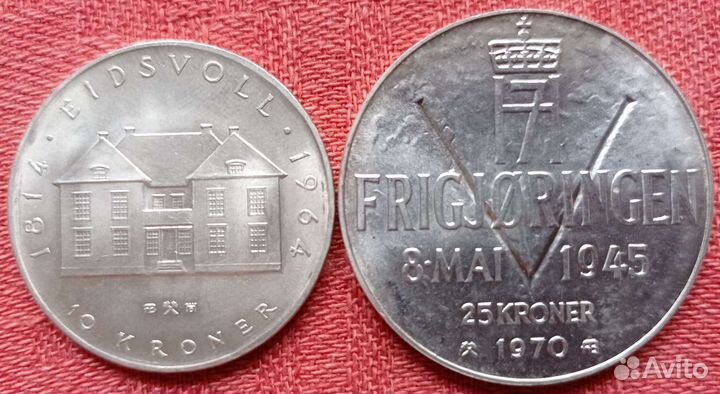 1814 · EIDSVOLL · 1964
10 KRONER
FRIGJØRINGEN
8·MAI 1945
25 KRONER
1970
Avito